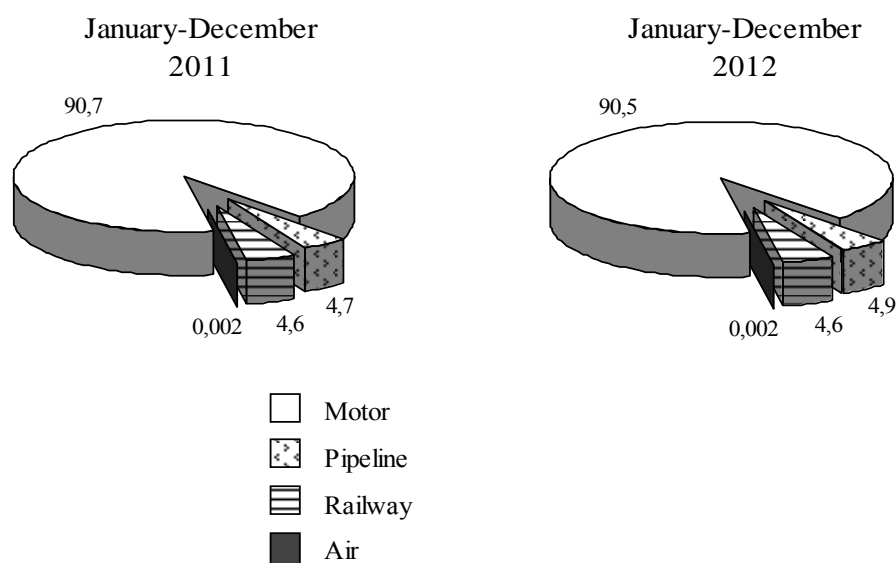 January-December
2011
90,7
0,002
4,6
4,7
January-December
2012
90,5
0,002
4,6
4,9
Motor
Pipeline
Railway
Air